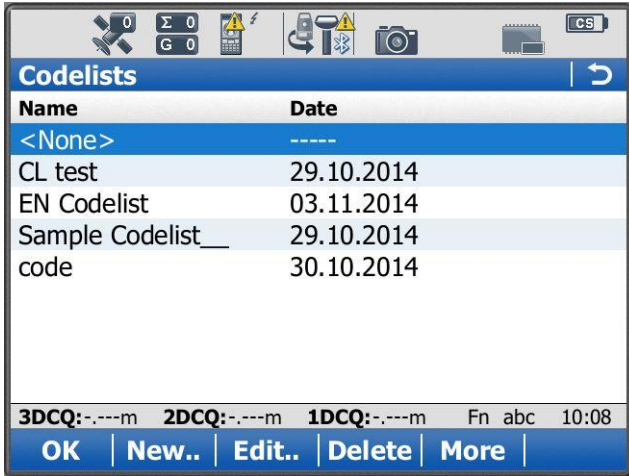 0 Σ 0 CS
G 0
Codelists
Name Date
<None> -----
CL test 29.10.2014
EN Codelist 03.11.2014
Sample Codelist__ 29.10.2014
code 30.10.2014
3DCQ:-.---m 2DCQ:-.---m 1DCQ:-.---m Fn abc 10:08
OK New.. Edit.. Delete More